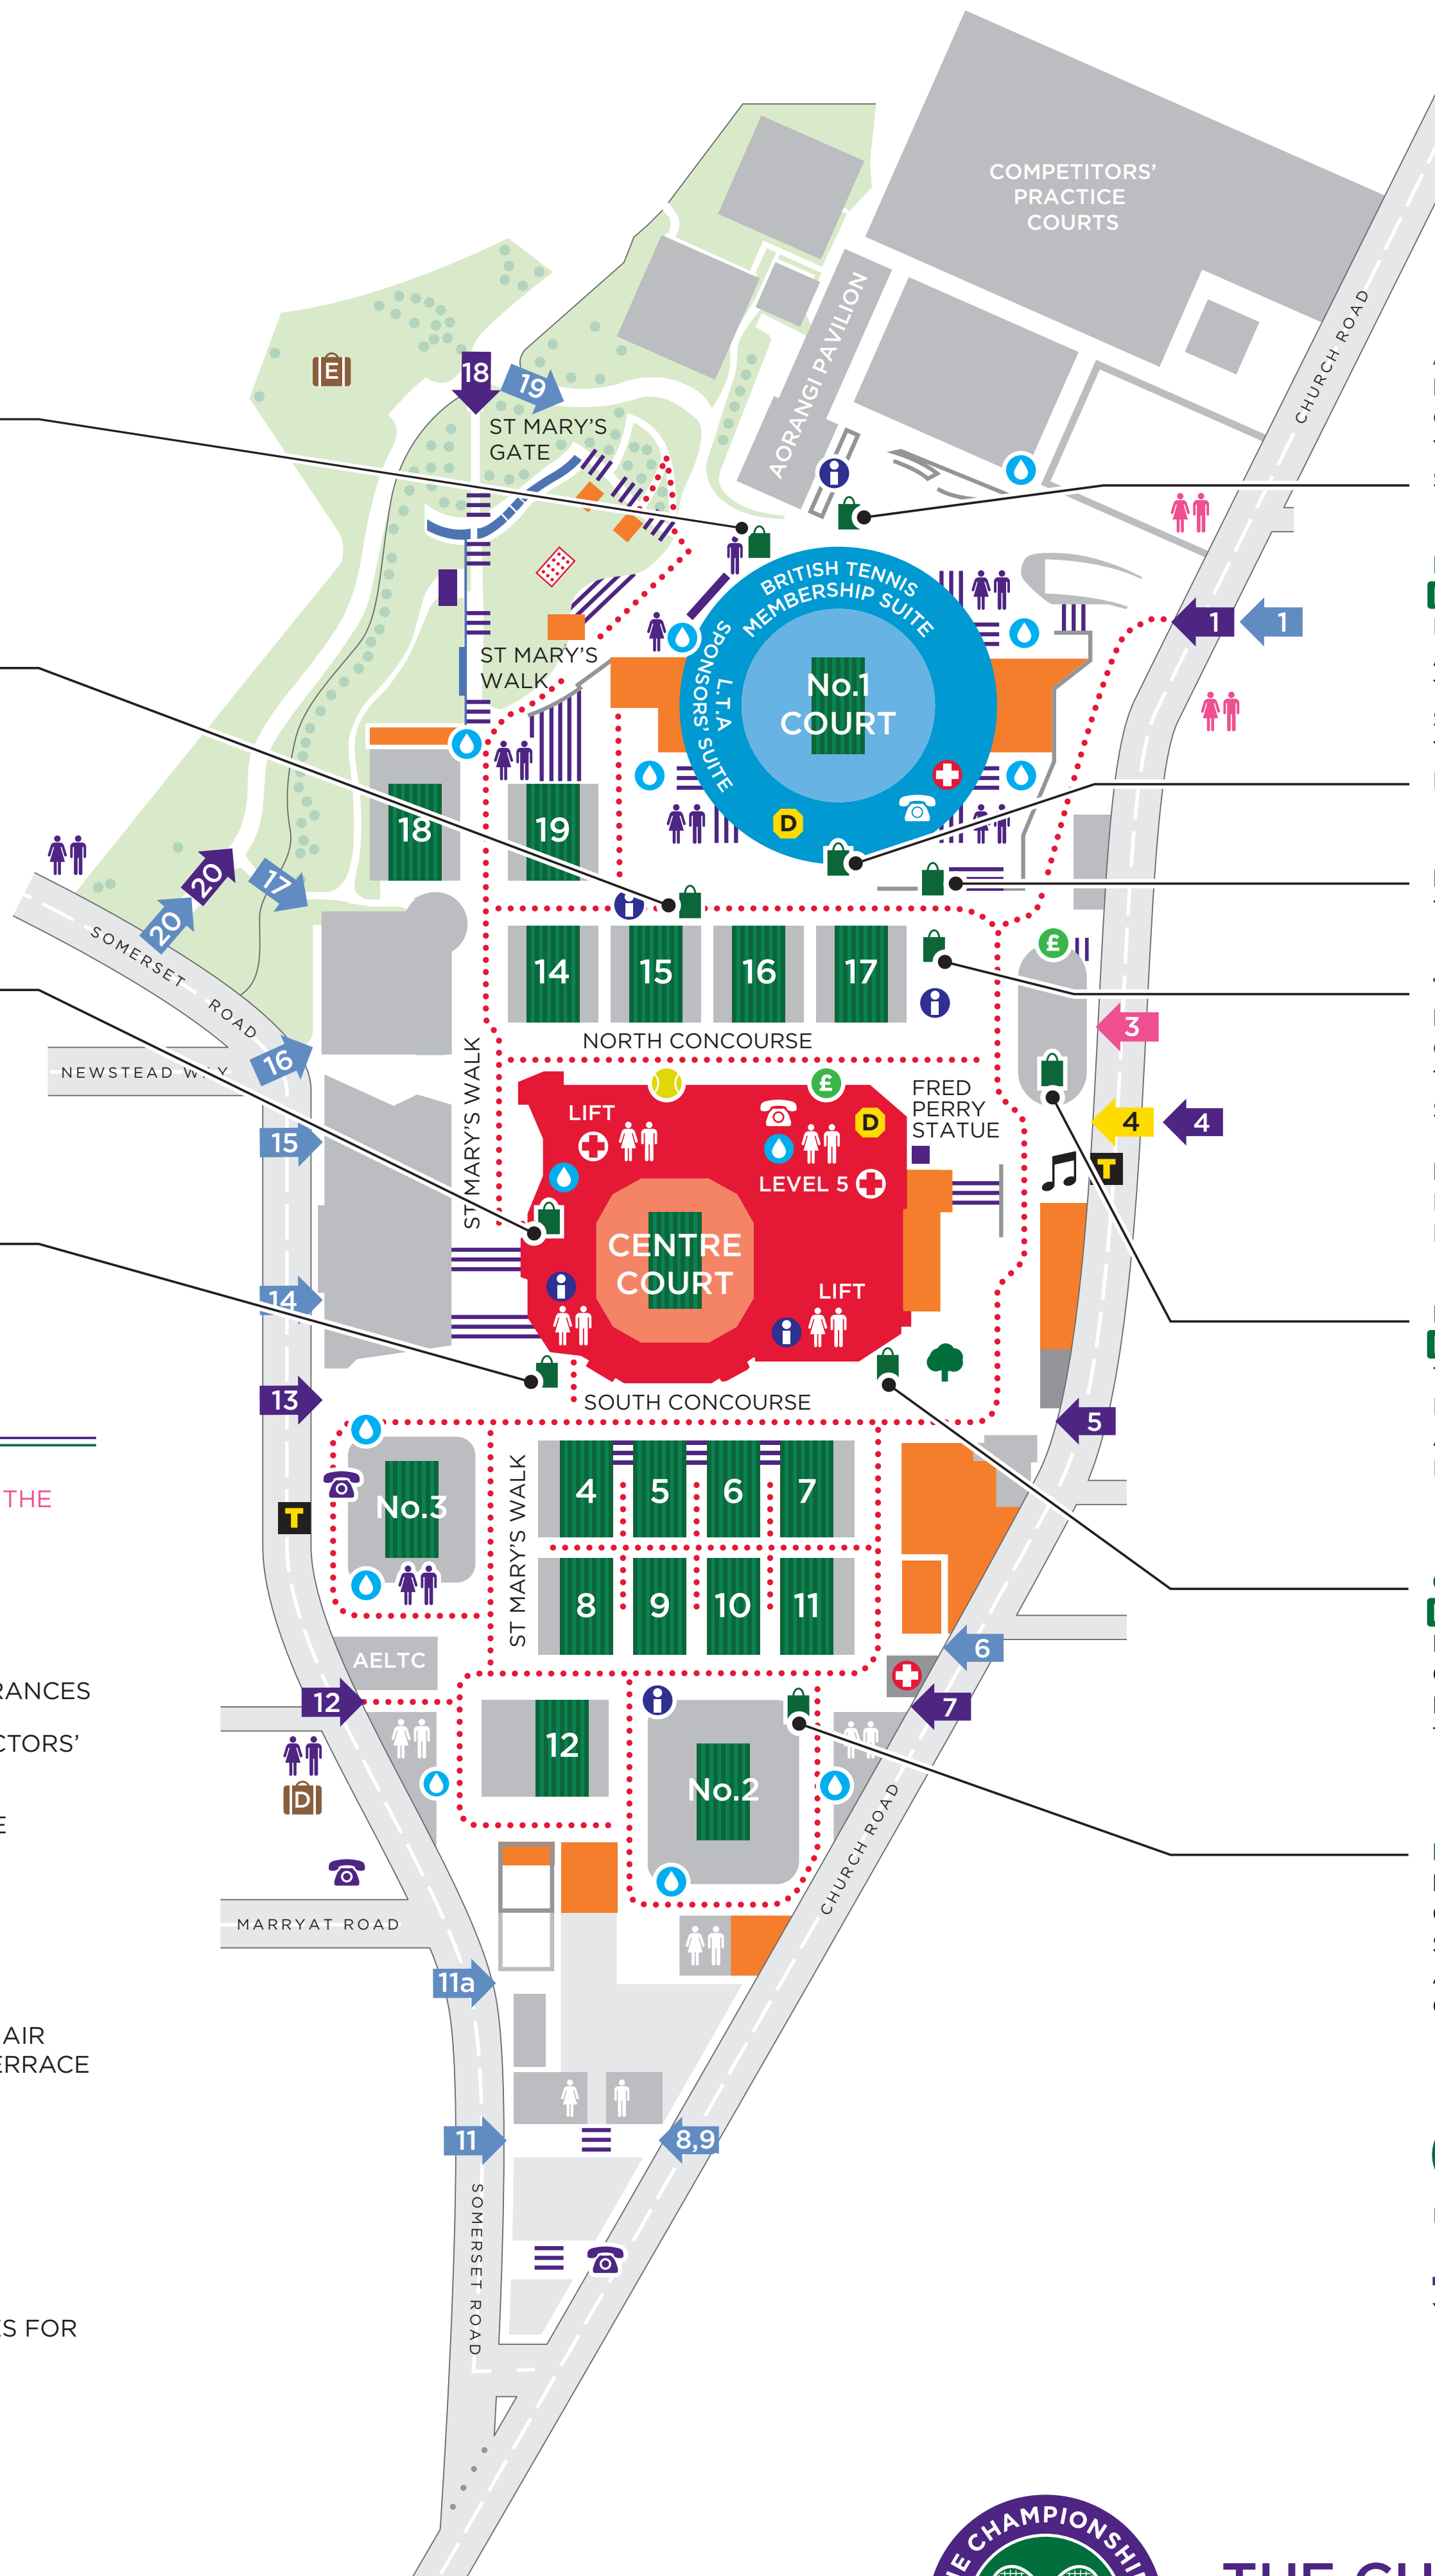 COMPETITORS'
PRACTICE
COURTS
CHURCH ROAD
AORANGI PAVILION
E
18
19
ST MARY'S
GATE
BRITISH TENNIS
MEMBERSHIP SUITE
L.T.A
SPONSORS' SUITE
No.1
COURT
1
1
ST MARY'S
WALK
D
18
19
20
20
17
SOMERSET ROAD
14
15
16
17
£
3
NORTH CONCOURSE
NEWSTEAD WAY
16
ST MARY'S WALK
15
LIFT
£
D
LEVEL 5
FRED
PERRY
STATUE
4
4
T
CENTRE
COURT
LIFT
14
13
SOUTH CONCOURSE
5
THE
T
No.3
ST MARY'S WALK
4
5
6
7
8
9
10
11
AELTC
6
RANCES
12
7
CTORS'
12
No.2
D
E
CHURCH ROAD
MARRYAT ROAD
11a
AIR
ERRACE
11
8,9
SOMERSET ROAD
S FOR
THE CHAMPIONSHI
THE CH